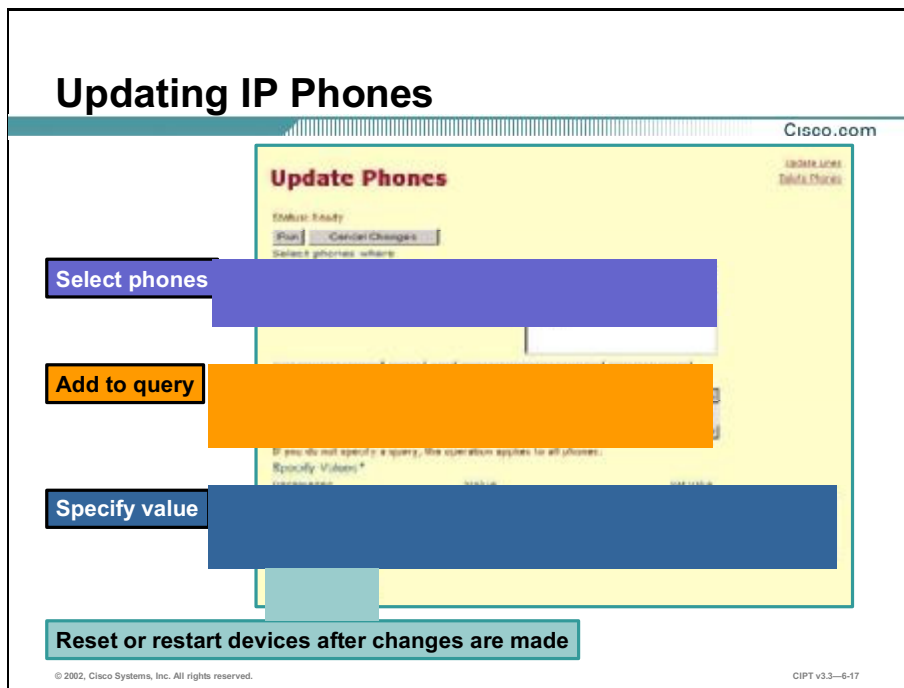 Updating IP Phones
Cisco.com
Update Phones
Update Lines
Delete Phones
Status: Ready
Run Cancel Changes
Select phones where
Select phones
Add to query
If you do not specify a query, the operation applies to all phones.
Specify Values*
Specify value
Reset or restart devices after changes are made
© 2002, Cisco Systems, Inc. All rights reserved.
CIPT v3.3—6-17